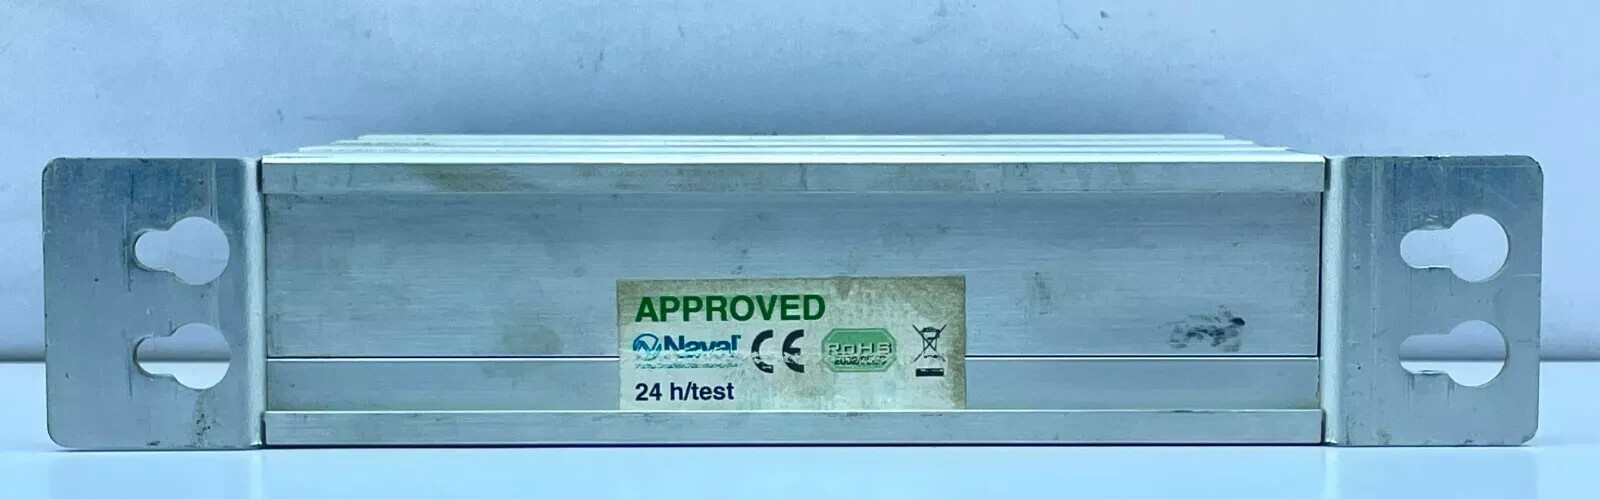 APPROVED
Naval CE RoHS
24 h/test